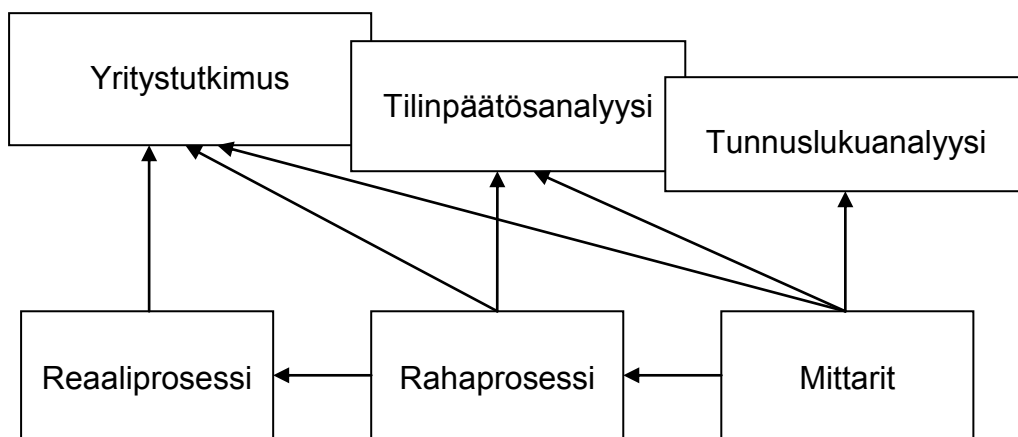 Yritystutkimus
Tilinpäätösanalyysi
Tunnuslukuanalyysi
Reaaliprosessi
Rahaprosessi
Mittarit